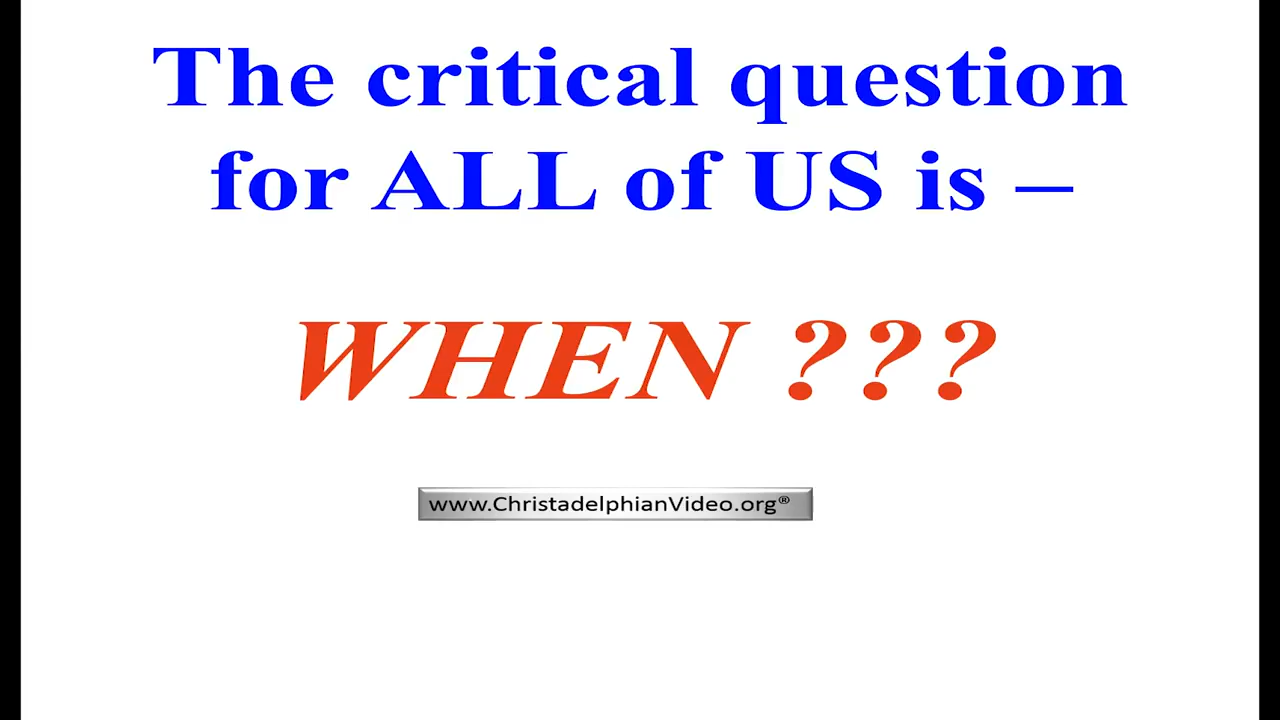 The critical question
for ALL of US is –
WHEN ???
www.ChristadelphianVideo.org®